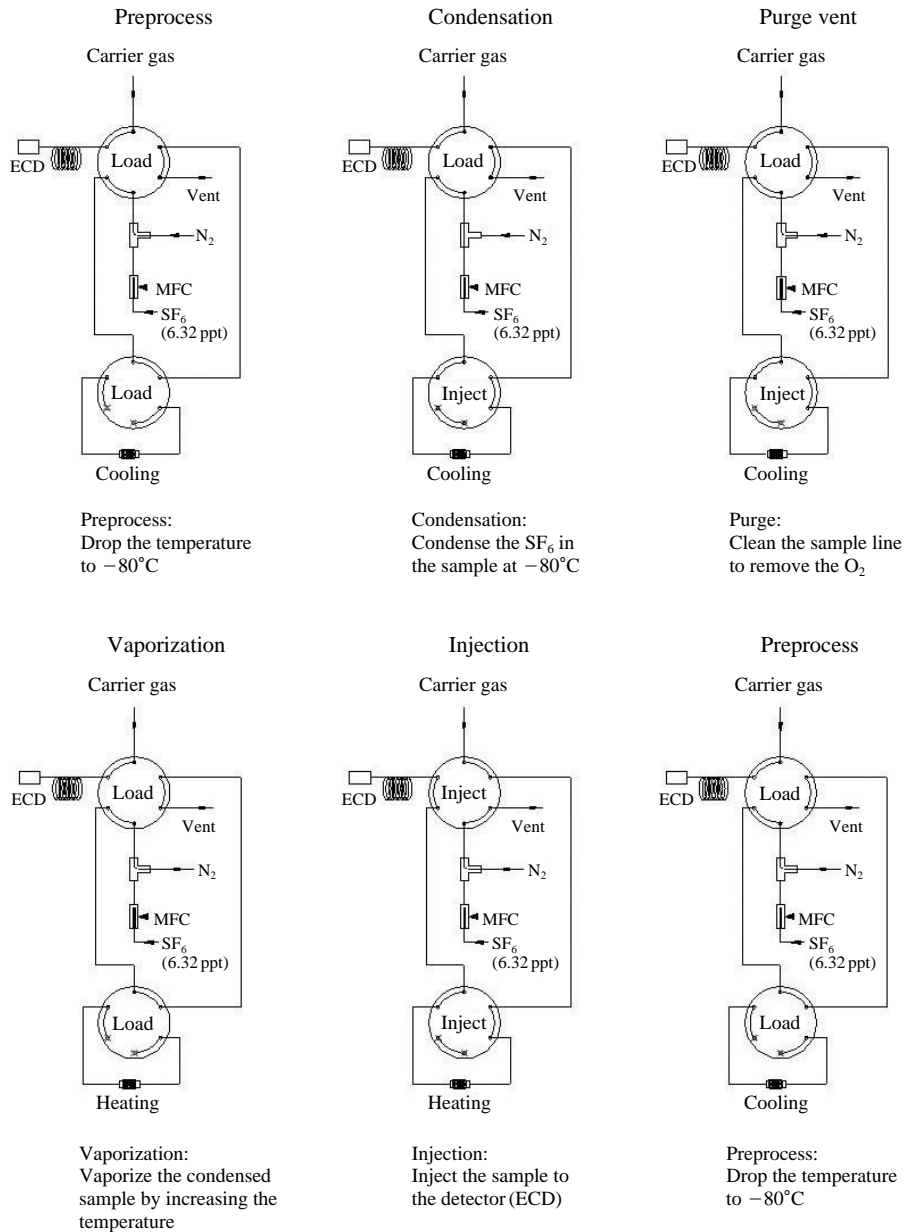 Preprocess
Carrier gas
Load
ECD
Vent
N2
MFC
SF6
(6.32 ppt)
Load
Cooling
Preprocess:
Drop the temperature
to −80°C
Condensation
Carrier gas
Load
ECD
Vent
N2
MFC
SF6
(6.32 ppt)
Inject
Cooling
Condensation:
Condense the SF6 in
the sample at −80°C
Purge vent
Carrier gas
Load
ECD
Vent
N2
MFC
SF6
(6.32 ppt)
Inject
Cooling
Purge:
Clean the sample line
to remove the O2
Vaporization
Carrier gas
Load
ECD
Vent
N2
MFC
SF6
(6.32 ppt)
Load
Heating
Vaporization:
Vaporize the condensed
sample by increasing the
temperature
Injection
Carrier gas
Inject
ECD
Vent
N2
MFC
SF6
(6.32 ppt)
Inject
Heating
Injection:
Inject the sample to
the detector (ECD)
Preprocess
Carrier gas
Load
ECD
Vent
N2
MFC
SF6
(6.32 ppt)
Load
Cooling
Preprocess:
Drop the temperature
to −80°C